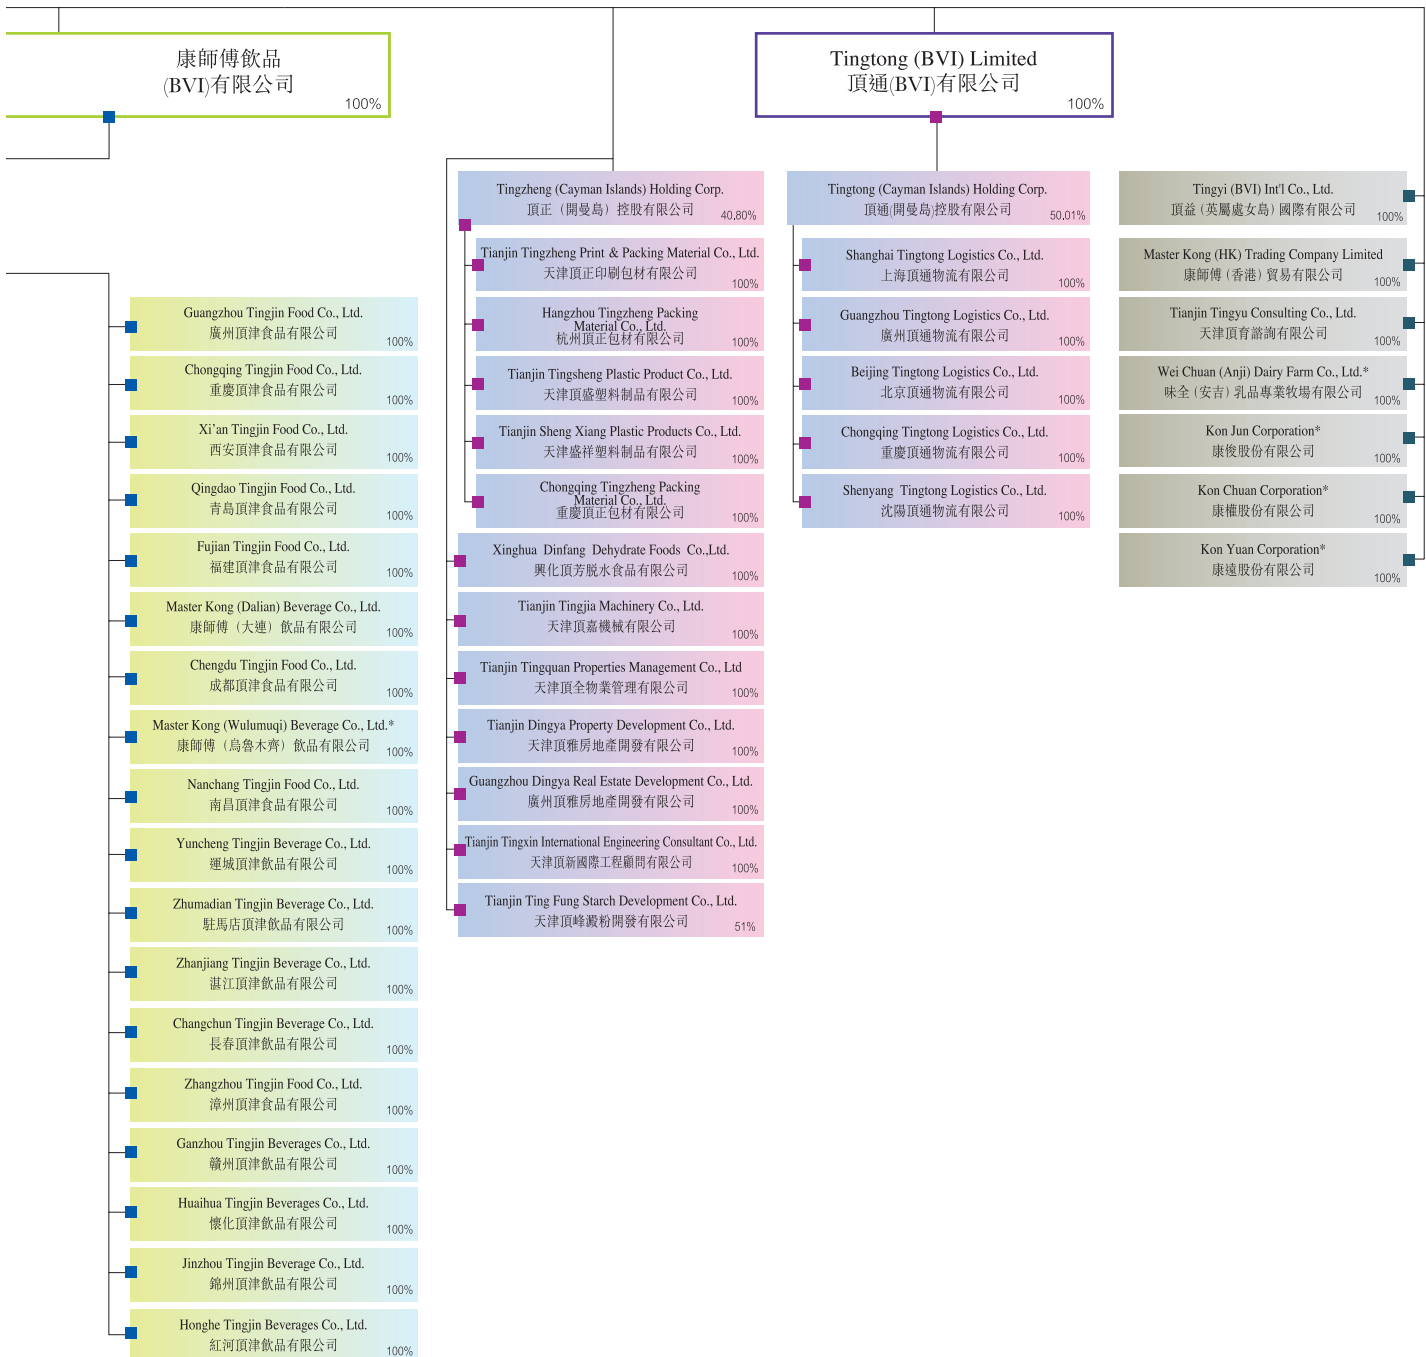 康師傅飲品
(BVI)有限公司
100%
Tingtong (BVI) Limited
頂通(BVI)有限公司
100%
Guangzhou Tingjin Food Co., Ltd.
廣州頂津食品有限公司
100%
Chongqing Tingjin Food Co., Ltd.
重慶頂津食品有限公司
100%
Xi'an Tingjin Food Co., Ltd.
西安頂津食品有限公司
100%
Qingdao Tingjin Food Co., Ltd.
青島頂津食品有限公司
100%
Fujian Tingjin Food Co., Ltd.
福建頂津食品有限公司
100%
Master Kong (Dalian) Beverage Co., Ltd.
康師傅（大連）飲品有限公司
100%
Chengdu Tingjin Food Co., Ltd.
成都頂津食品有限公司
100%
Master Kong (Wulumuqi) Beverage Co., Ltd.*
康師傅（烏魯木齊）飲品有限公司
100%
Nanchang Tingjin Food Co., Ltd.
南昌頂津食品有限公司
100%
Yuncheng Tingjin Beverage Co., Ltd.
運城頂津飲品有限公司
100%
Zhumadian Tingjin Beverage Co., Ltd.
駐馬店頂津飲品有限公司
100%
Zhanjiang Tingjin Beverage Co., Ltd.
湛江頂津飲品有限公司
100%
Changchun Tingjin Beverage Co., Ltd.
長春頂津飲品有限公司
100%
Zhangzhou Tingjin Food Co., Ltd.
漳州頂津食品有限公司
100%
Ganzhou Tingjin Beverages Co., Ltd.
贛州頂津飲品有限公司
100%
Huaihua Tingjin Beverages Co., Ltd.
懷化頂津飲品有限公司
100%
Jinzhou Tingjin Beverage Co., Ltd.
錦州頂津飲品有限公司
100%
Honghe Tingjin Beverages Co., Ltd.
紅河頂津飲品有限公司
100%
Tingzheng (Cayman Islands) Holding Corp.
頂正（開曼島）控股有限公司
40.80%
Tianjin Tingzheng Print & Packing Material Co., Ltd.
天津頂正印刷包材有限公司
100%
Hangzhou Tingzheng Packing
Material Co., Ltd.
杭州頂正包材有限公司
100%
Tianjin Tingsheng Plastic Product Co., Ltd.
天津頂盛塑料制品有限公司
100%
Tianjin Sheng Xiang Plastic Products Co., Ltd.
天津盛祥塑料制品有限公司
100%
Chongqing Tingzheng Packing
Material Co., Ltd.
重慶頂正包材有限公司
100%
Xinghua Dinfang Dehydrate Foods Co.,Ltd.
興化頂芳脱水食品有限公司
100%
Tianjin Tingjia Machinery Co., Ltd.
天津頂嘉機械有限公司
100%
Tianjin Tingquan Properties Management Co., Ltd
天津頂全物業管理有限公司
100%
Tianjin Dingya Property Development Co., Ltd.
天津頂雅房地產開發有限公司
100%
Guangzhou Dingya Real Estate Development Co., Ltd.
廣州頂雅房地產開發有限公司
100%
Tianjin Tingxin International Engineering Consultant Co., Ltd.
天津頂新國際工程顧問有限公司
100%
Tianjin Ting Fung Starch Development Co., Ltd.
天津頂峰澱粉開發有限公司
51%
Tingtong (Cayman Islands) Holding Corp.
頂通(開曼島)控股有限公司
50.01%
Shanghai Tingtong Logistics Co., Ltd.
上海頂通物流有限公司
100%
Guangzhou Tingtong Logistics Co., Ltd.
廣州頂通物流有限公司
100%
Beijing Tingtong Logistics Co., Ltd.
北京頂通物流有限公司
100%
Chongqing Tingtong Logistics Co., Ltd.
重慶頂通物流有限公司
100%
Shenyang Tingtong Logistics Co., Ltd.
沈陽頂通物流有限公司
100%
Tingyi (BVI) Int'l Co., Ltd.
頂益（英屬處女島）國際有限公司
100%
Master Kong (HK) Trading Company Limited
康師傅（香港）貿易有限公司
100%
Tianjin Tingyu Consulting Co., Ltd.
天津頂育諮詢有限公司
100%
Wei Chuan (Anji) Dairy Farm Co., Ltd.*
味全（安吉）乳品專業牧場有限公司
100%
Kon Jun Corporation*
康俊股份有限公司
100%
Kon Chuan Corporation*
康權股份有限公司
100%
Kon Yuan Corporation*
康遠股份有限公司
100%